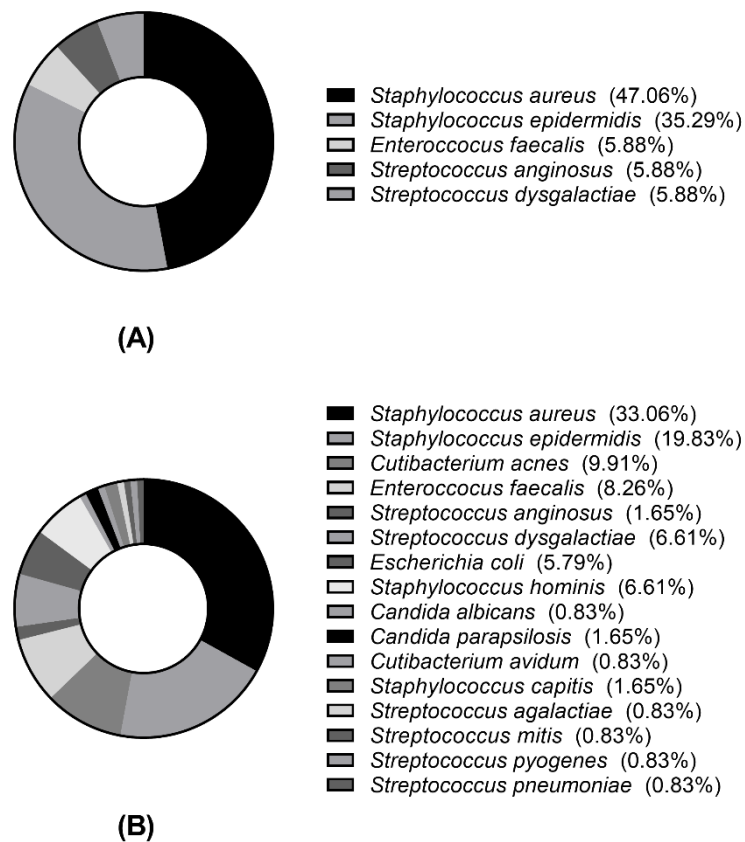 Staphylococcus aureus (47.06%)
Staphylococcus epidermidis (35.29%)
Enteroccocus faecalis (5.88%)
Streptococcus anginosus (5.88%)
Streptococcus dysgalactiae (5.88%)
(A)
Staphylococcus aureus (33.06%)
Staphylococcus epidermidis (19.83%)
Cutibacterium acnes (9.91%)
Enteroccocus faecalis (8.26%)
Streptococcus anginosus (1.65%)
Streptococcus dysgalactiae (6.61%)
Escherichia coli (5.79%)
Staphylococcus hominis (6.61%)
Candida albicans (0.83%)
Candida parapsilosis (1.65%)
Cutibacterium avidum (0.83%)
Staphylococcus capitis (1.65%)
Streptococcus agalactiae (0.83%)
Streptococcus mitis (0.83%)
Streptococcus pyogenes (0.83%)
Streptococcus pneumoniae (0.83%)
(B)